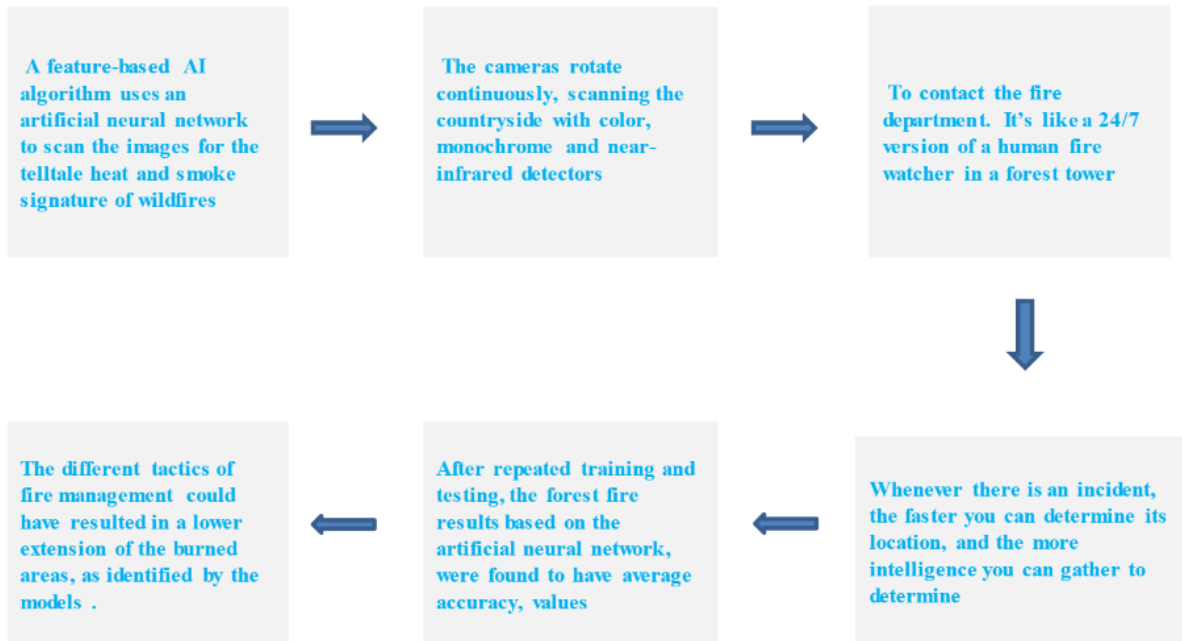 A feature-based AI
algorithm uses an
artificial neural network
to scan the images for the
telltale heat and smoke
signature of wildfires
The cameras rotate
continuously, scanning the
countryside with color,
monochrome and near-
infrared detectors
To contact the fire
department. It's like a 24/7
version of a human fire
watcher in a forest tower
Whenever there is an incident,
the faster you can determine its
location, and the more
intelligence you can gather to
determine
After repeated training and
testing, the forest fire
results based on the
artificial neural network,
were found to have average
accuracy, values
The different tactics of
fire management could
have resulted in a lower
extension of the burned
areas, as identified by the
models .